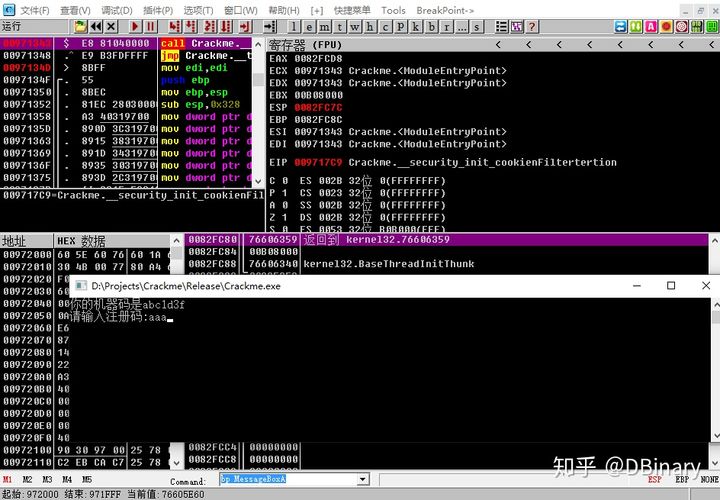 文件(F) 查看(V) 调试(D) 插件(P) 选项(T) 窗口(W) 帮助(H) [+] 快捷菜单 Tools BreakPoint->
运行 l e m t w h c p k b r ... s
00971343 $ E8 81040000 call Crackme.__
00971348 .^ E9 B3FDFFFF jmp Crackme.__t
0097134D > 8BFF mov edi,edi
0097134F . 55 push ebp
00971350 . 8BEC mov ebp,esp
00971352 . 81EC 28030000 sub esp,0x328
00971358 . A3 40319700 mov dword ptr d
0097135D . 890D 3C319700 mov dword ptr d
00971363 . 8915 38319700 mov dword ptr d
00971369 . 891D 34319700 mov dword ptr d
0097136F . 8935 30319700 mov dword ptr d
00971375 . 893D 2C319700 mov dword ptr d
009717C9=Crackme.__security_init_cookienFil
寄存器 (FPU) < < < < < <
EAX 0082FCD8
ECX 00971343 Crackme.<ModuleEntryPoint>
EDX 00971343 Crackme.<ModuleEntryPoint>
EBX 00B08000
ESP 0082FC7C
EBP 0082FC8C
ESI 00971343 Crackme.<ModuleEntryPoint>
EDI 00971343 Crackme.<ModuleEntryPoint>
EIP 009717C9 Crackme.__security_init_cookienFiltertertion
C 0 ES 002B 32位 0(FFFFFFFF)
P 1 CS 0023 32位 0(FFFFFFFF)
A 0 SS 002B 32位 0(FFFFFFFF)
Z 1 DS 002B 32位 0(FFFFFFFF)
S 0 FS 0053 32位 B0B000(FFF)
地址 HEX 数据
00972000 60 5E 60 76 60 1A
00972010 30 4B 00 77 80 A4
00972020 F0
00972030 60
00972040 00
00972050 0A
00972060 E6
00972070 87
00972080 14
00972090 22
009720A0 A3
009720B0 40
009720C0 00
009720D0 00
009720E0 00
009720F0 40
00972100 90 30 97 00 25 78
00972110 C2 EB CA C7 25 78
0082FC80 76606359 返回到 kernel32.76606359
0082FC84 00B08000
0082FC88 76606340 kernel32.BaseThreadInitThunk
D:\Projects\Crackme\Release\Crackme.exe
你的机器码是abc1d3f
请输入注册码:aaa
0082FCC4 00000000
0082FCC8 00000000
知乎 @DBinary
M1 M2 M3 M4 M5 Command: bp MessageBoxA ESP EBP NONE
起始: 972000 结束: 971FFF 当前值: 76605E60